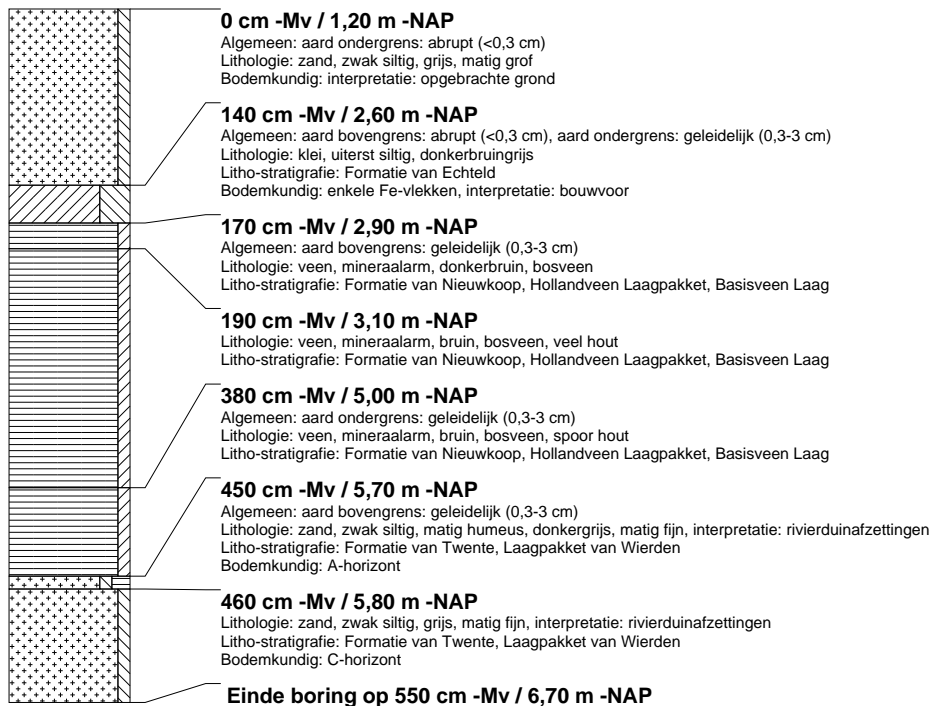 0 cm -Mv / 1,20 m -NAP
Algemeen: aard ondergrens: abrupt (<0,3 cm)
Lithologie: zand, zwak siltig, grijs, matig grof
Bodemkundig: interpretatie: opgebrachte grond
140 cm -Mv / 2,60 m -NAP
Algemeen: aard bovengrens: abrupt (<0,3 cm), aard ondergrens: geleidelijk (0,3-3 cm)
Lithologie: klei, uiterst siltig, donkerbruingrijs
Litho-stratigrafie: Formatie van Echteld
Bodemkundig: enkele Fe-vlekken, interpretatie: bouwvoor
170 cm -Mv / 2,90 m -NAP
Algemeen: aard bovengrens: geleidelijk (0,3-3 cm)
Lithologie: veen, mineraalarm, donkerbruin, bosveen
Litho-stratigrafie: Formatie van Nieuwkoop, Hollandveen Laagpakket, Basisveen Laag
190 cm -Mv / 3,10 m -NAP
Lithologie: veen, mineraalarm, bruin, bosveen, veel hout
Litho-stratigrafie: Formatie van Nieuwkoop, Hollandveen Laagpakket, Basisveen Laag
380 cm -Mv / 5,00 m -NAP
Algemeen: aard ondergrens: geleidelijk (0,3-3 cm)
Lithologie: veen, mineraalarm, bruin, bosveen, spoor hout
Litho-stratigrafie: Formatie van Nieuwkoop, Hollandveen Laagpakket, Basisveen Laag
450 cm -Mv / 5,70 m -NAP
Algemeen: aard bovengrens: geleidelijk (0,3-3 cm)
Lithologie: zand, zwak siltig, matig humeus, donkergrijs, matig fijn, interpretatie: rivierduinafzettingen
Litho-stratigrafie: Formatie van Twente, Laagpakket van Wierden
Bodemkundig: A-horizont
460 cm -Mv / 5,80 m -NAP
Lithologie: zand, zwak siltig, grijs, matig fijn, interpretatie: rivierduinafzettingen
Litho-stratigrafie: Formatie van Twente, Laagpakket van Wierden
Bodemkundig: C-horizont
Einde boring op 550 cm -Mv / 6,70 m -NAP